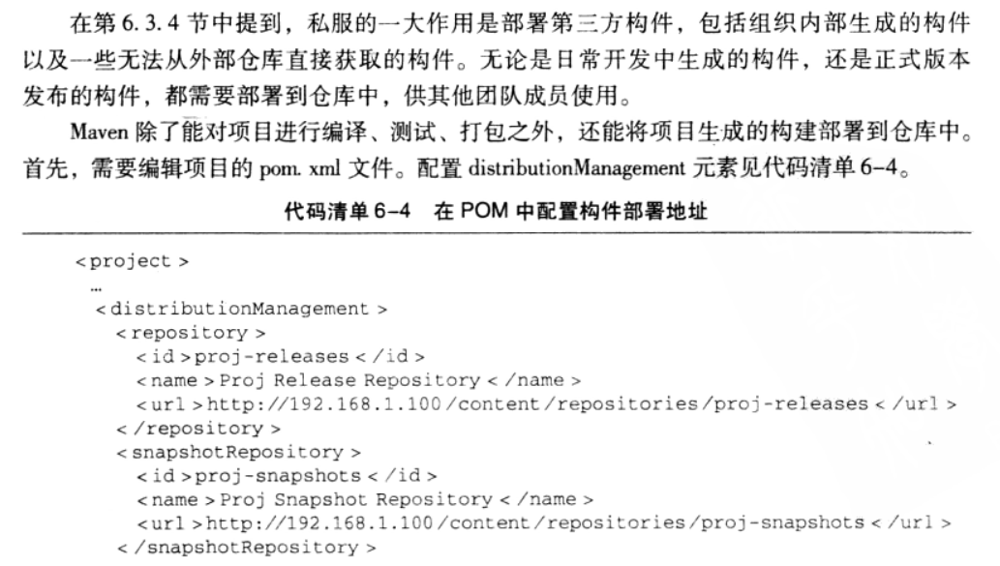 在第 6.3.4 节中提到，私服的一大作用是部署第三方构件，包括组织内部生成的构件
以及一些无法从外部仓库直接获取的构件。无论是日常开发中生成的构件，还是正式版本
发布的构件，都需要部署到仓库中，供其他团队成员使用。
Maven 除了能对项目进行编译、测试、打包之外，还能将项目生成的构建部署到仓库中。
首先，需要编辑项目的 pom.xml 文件。配置 distributionManagement 元素见代码清单 6-4。
代码清单 6-4 在 POM 中配置构件部署地址
<project>
…
<distributionManagement>
<repository>
<id>proj-releases</id>
<name>Proj Release Repository</name>
<url>http://192.168.1.100/content/repositories/proj-releases</url>
</repository>
<snapshotRepository>
<id>proj-snapshots</id>
<name>Proj Snapshot Repository</name>
<url>http://192.168.1.100/content/repositories/proj-snapshots</url>
</snapshotRepository>